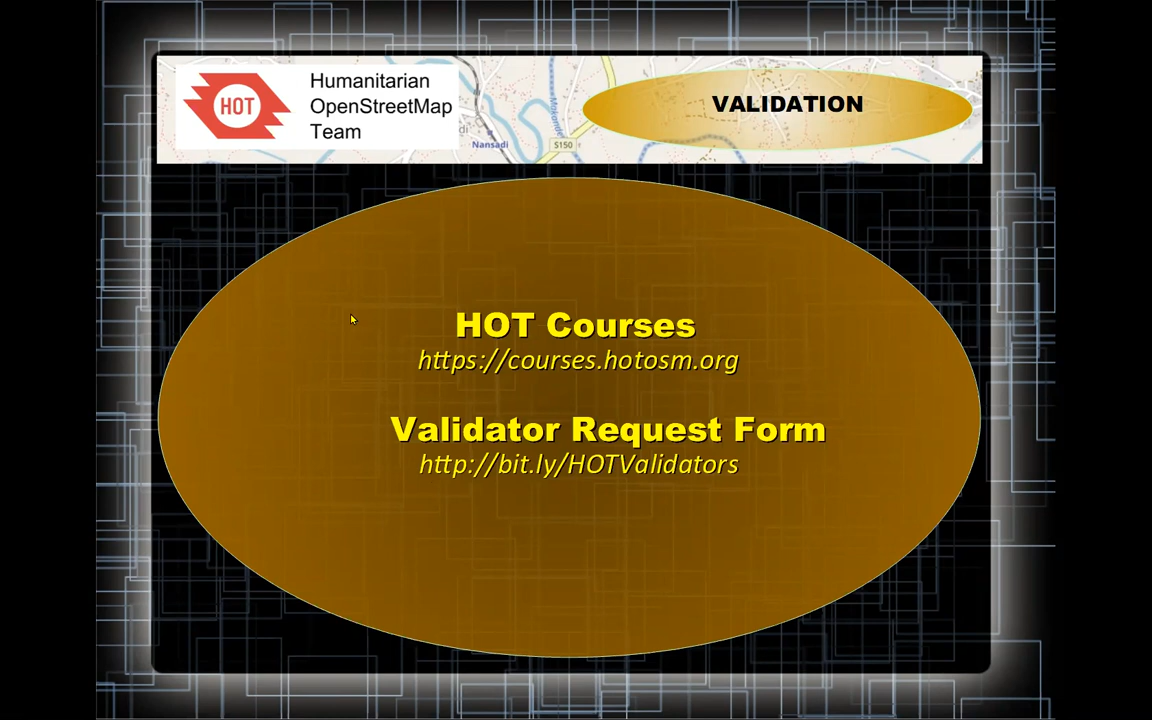 HOT
Humanitarian
OpenStreetMap
Team
Nansadi
S150
VALIDATION
HOT Courses
https://courses.hotosm.org
Validator Request Form
http://bit.ly/HOTValidators